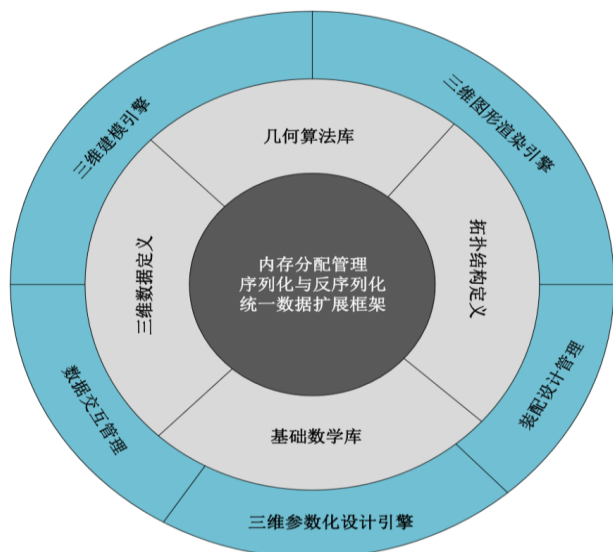 三维建模引擎
三维图形渲染引擎
几何算法库
三维数据定义
内存分配管理
序列化与反序列化
统一数据扩展框架
拓扑结构定义
数据交互管理
基础数学库
装配设计管理
三维参数化设计引擎